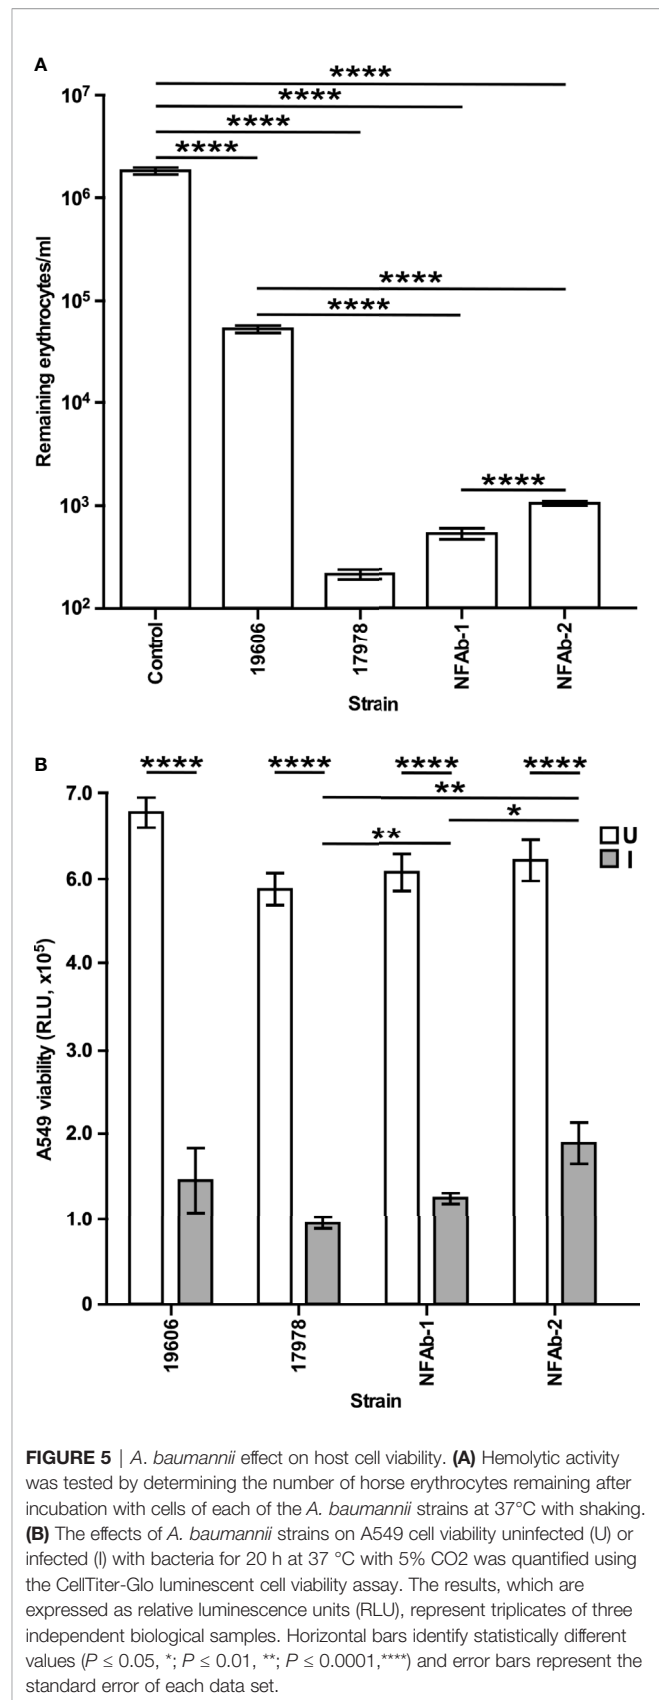 A
****
****
****
****
****
****
****
10⁷
10⁶
10⁵
10⁴
10³
10²
Remaining erythrocytes/ml
Control
19606
17978
NFAb-1
NFAb-2
Strain
B
**** **** **** ****
**
*
**
U
I
7.0
6.0
4.0
3.0
2.0
1.0
0
A549 viability (RLU, x10⁵)
19606
17978
NFAb-1
NFAb-2
Strain
FIGURE 5 | A. baumannii effect on host cell viability. (A) Hemolytic activity
was tested by determining the number of horse erythrocytes remaining after
incubation with cells of each of the A. baumannii strains at 37°C with shaking.
(B) The effects of A. baumannii strains on A549 cell viability uninfected (U) or
infected (I) with bacteria for 20 h at 37 °C with 5% CO2 was quantified using
the CellTiter-Glo luminescent cell viability assay. The results, which are
expressed as relative luminescence units (RLU), represent triplicates of three
independent biological samples. Horizontal bars identify statistically different
values (P ≤ 0.05, *; P ≤ 0.01, **; P ≤ 0.0001,****) and error bars represent the
standard error of each data set.